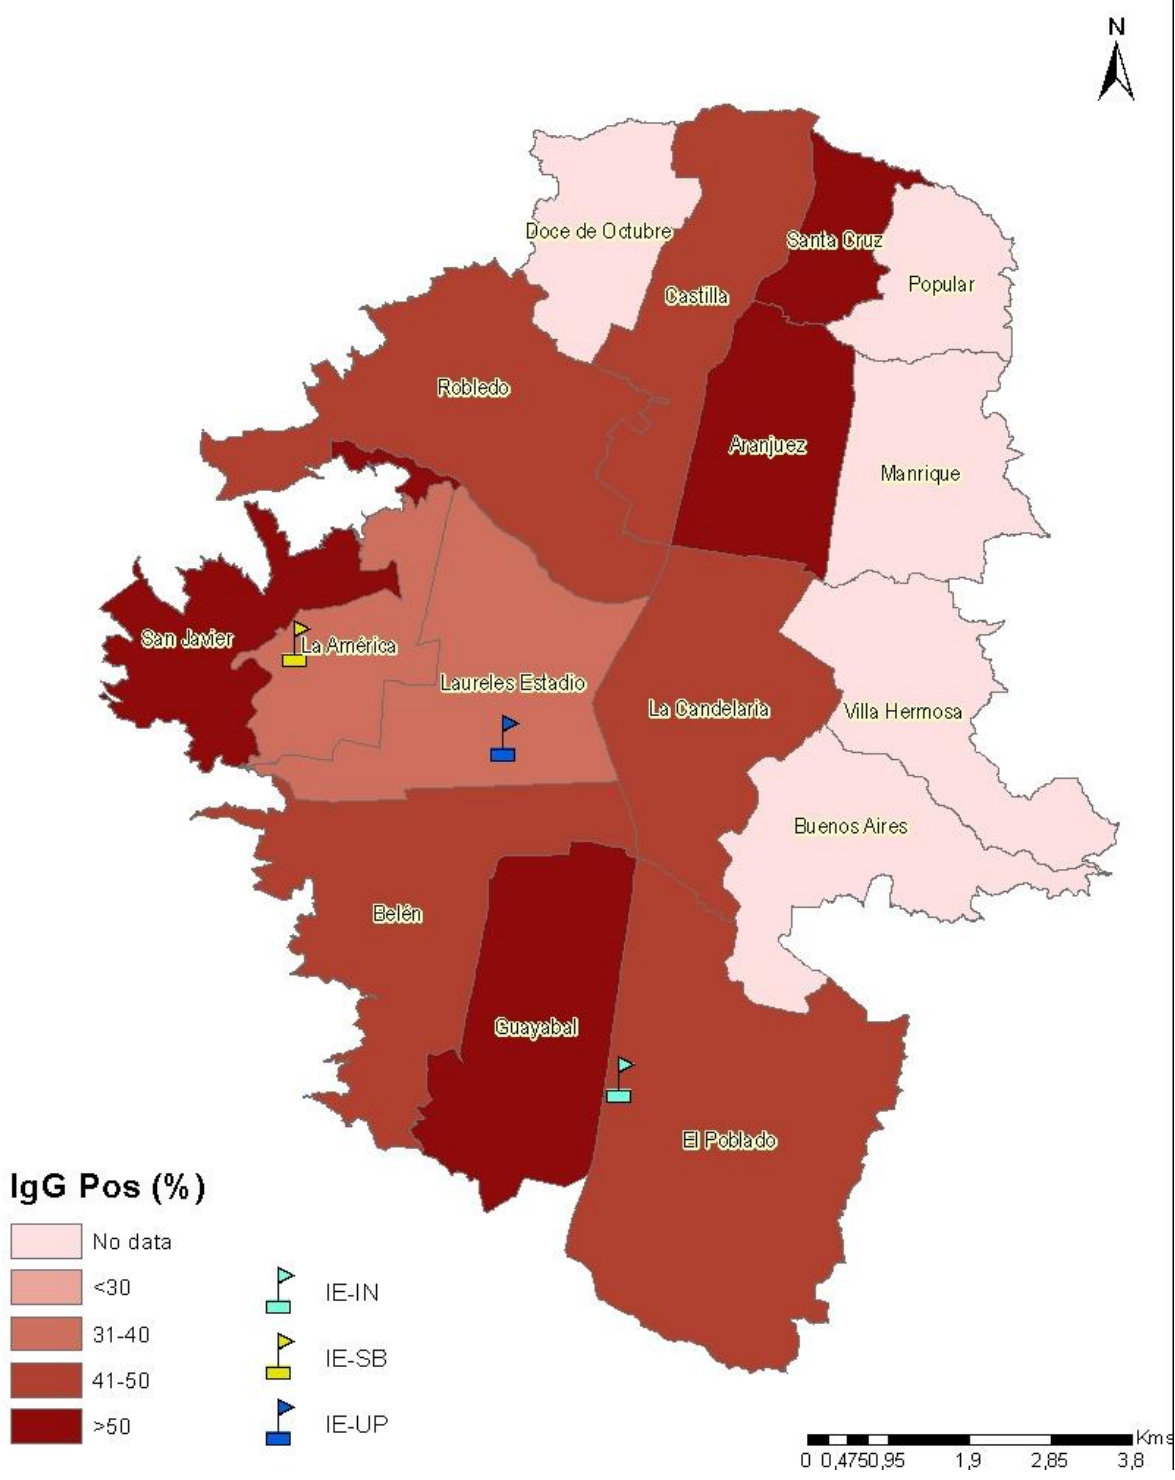 N
Doce de Octubre
Santa Cruz
Popular
Castilla
Robledo
Aranjuez
Manrique
San Javier
La América
Laureles Estadio
La Candelaria
Villa Hermosa
Buenos Aires
Belén
Guayabal
El Poblado
IgG Pos (%)
No data
<30
31-40
41-50
>50
IE-IN
IE-SB
IE-UP
Kms
0 0,475 0,95 1,9 2,85 3,8